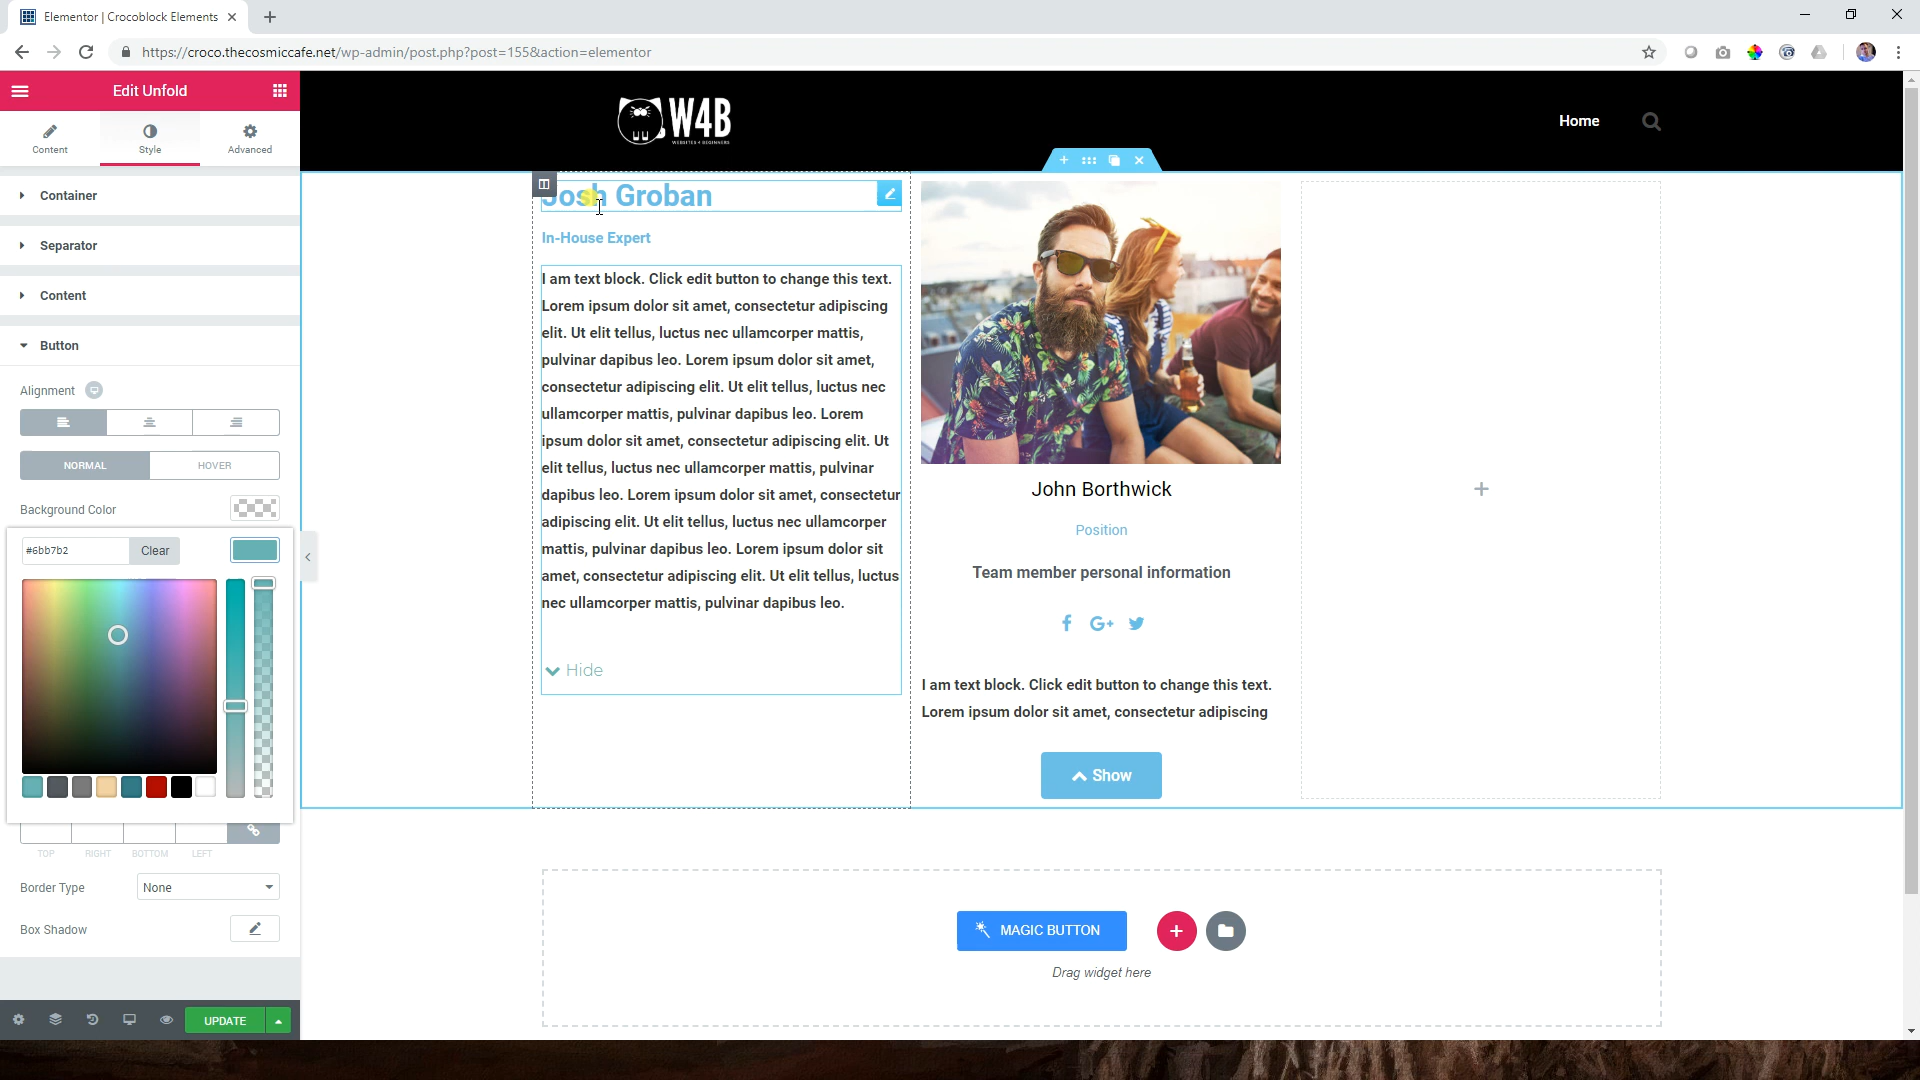 Elementor | Crocoblock Elements
https://croco.thecosmiccafe.net/wp-admin/post.php?post=155&action=elementor
Edit Unfold
Content
Style
Advanced
Container
Separator
Content
Button
Alignment
NORMAL
HOVER
Background Color
#6bb7b2
Clear
TOP
RIGHT
BOTTOM
LEFT
Border Type
None
Box Shadow
UPDATE
W4B
WEBSITES 4 BEGINNERS
Home
Josh Groban
In-House Expert
I am text block. Click edit button to change this text.
Lorem ipsum dolor sit amet, consectetur adipiscing
elit. Ut elit tellus, luctus nec ullamcorper mattis,
pulvinar dapibus leo. Lorem ipsum dolor sit amet,
consectetur adipiscing elit. Ut elit tellus, luctus nec
ullamcorper mattis, pulvinar dapibus leo. Lorem
ipsum dolor sit amet, consectetur adipiscing elit. Ut
elit tellus, luctus nec ullamcorper mattis, pulvinar
dapibus leo. Lorem ipsum dolor sit amet, consectetur
adipiscing elit. Ut elit tellus, luctus nec ullamcorper
mattis, pulvinar dapibus leo. Lorem ipsum dolor sit
amet, consectetur adipiscing elit. Ut elit tellus, luctus
nec ullamcorper mattis, pulvinar dapibus leo.
Hide
John Borthwick
Position
Team member personal information
G+
I am text block. Click edit button to change this text.
Lorem ipsum dolor sit amet, consectetur adipiscing
Show
MAGIC BUTTON
Drag widget here